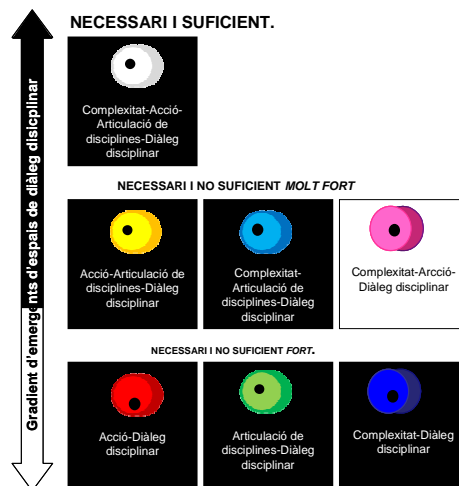 NECESSARI I SUFICIENT.
Complexitat-Acció-
Articulació de
disciplines-Diàleg
disciplinar
NECESSARI I NO SUFICIENT MOLT FORT
Acció-Articulació de
disciplines-Diàleg
disciplinar
Complexitat-
Articulació de
disciplines-Diàleg
disciplinar
Complexitat-Arcció-
Diàleg disciplinar
NECESSARI I NO SUFICIENT FORT.
Acció-Diàleg
disciplinar
Articulació de
disciplines-Diàleg
disciplinar
Complexitat-Diàleg
disciplinar
Gradient d'emergents d'espais de diàleg disicplinar